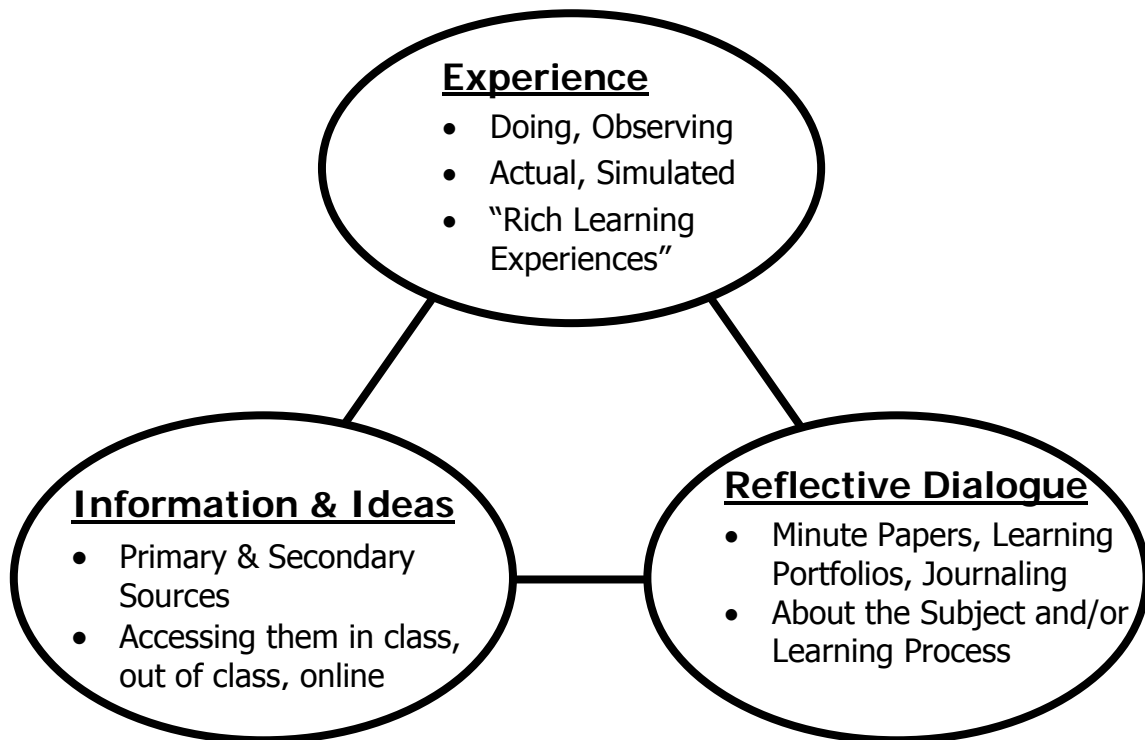 Experience
• Doing, Observing
• Actual, Simulated
• “Rich Learning
Experiences”
Information & Ideas
• Primary & Secondary
Sources
• Accessing them in class,
out of class, online
Reflective Dialogue
• Minute Papers, Learning
Portfolios, Journaling
• About the Subject and/or
Learning Process